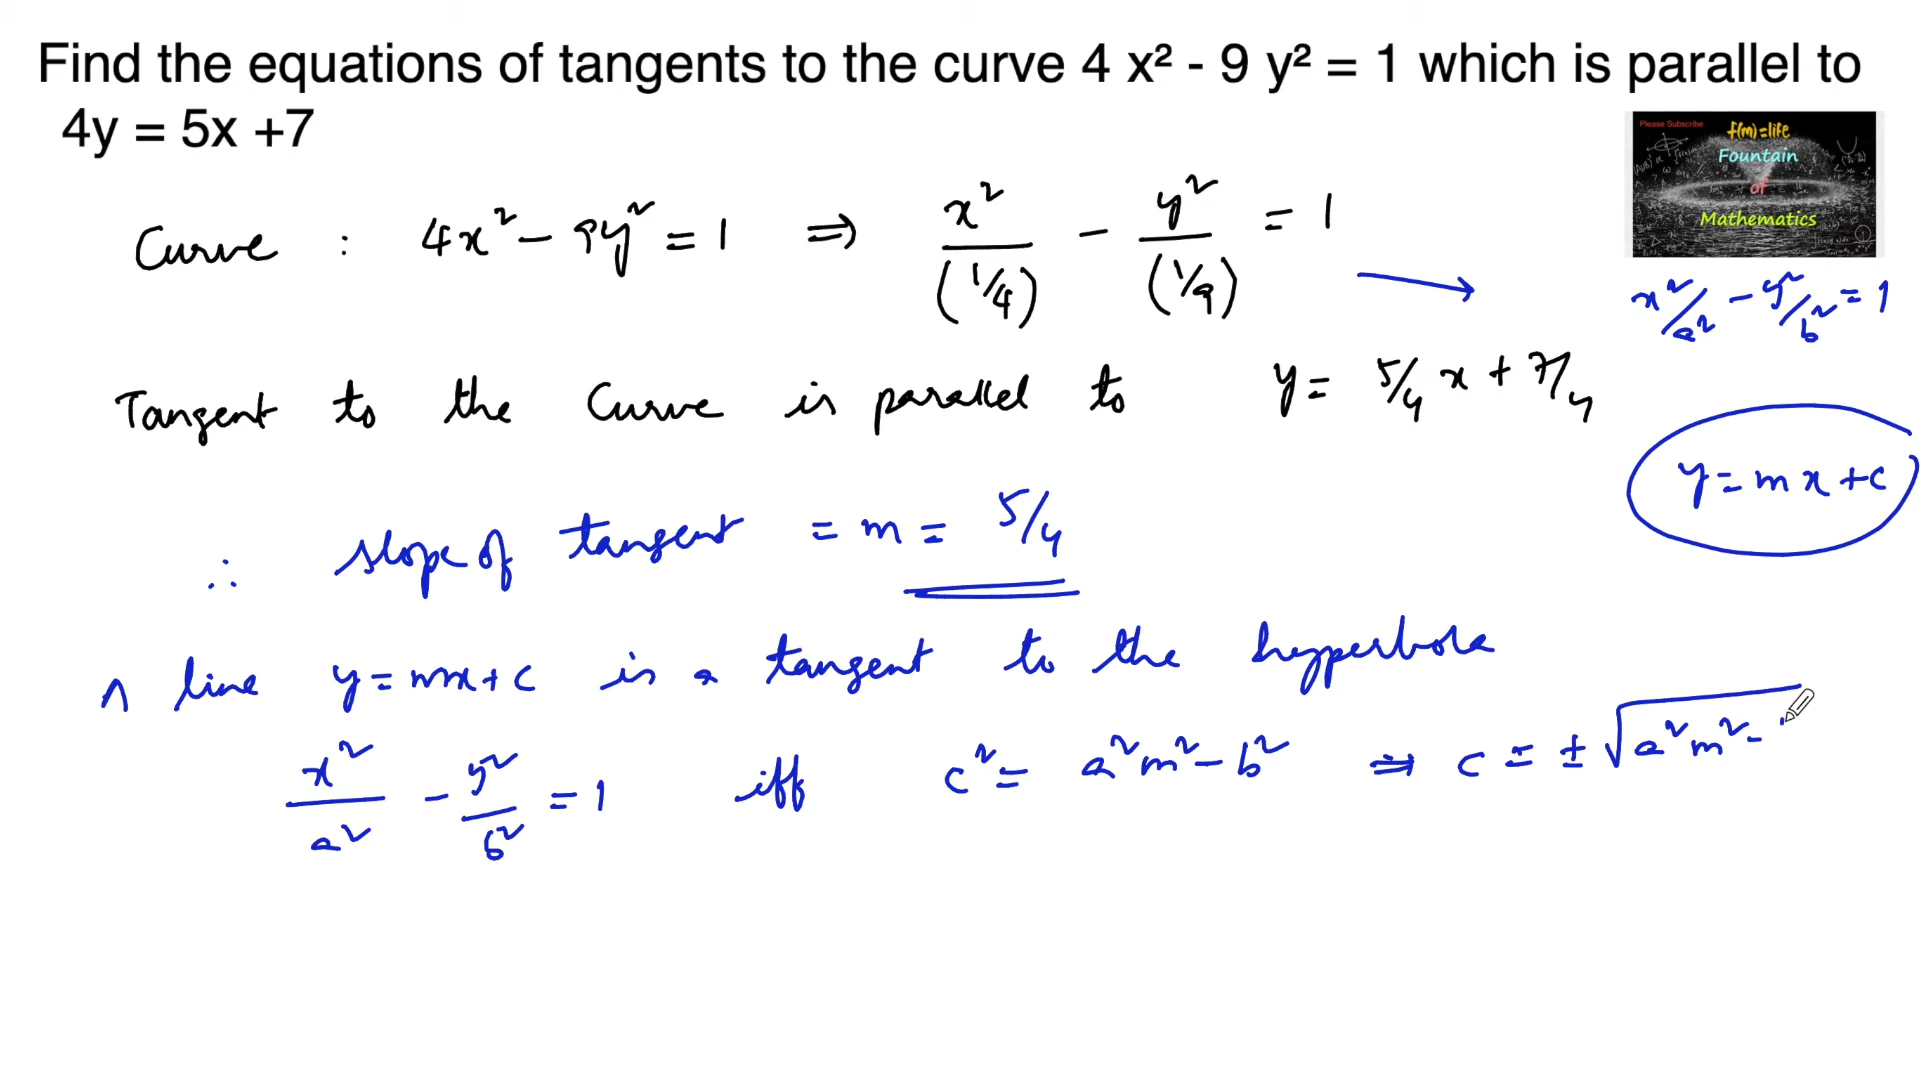 Find the equations of tangents to the curve 4 x² - 9 y² = 1 which is parallel to
4y = 5x +7
Please Subscribe
f(m)=life
Fountain
of
Mathematics
Curve : 4x² - 9y² = 1 ⇒ x²/(1/4) - y²/(1/9) = 1
→ x²/a² - y²/b² = 1
Tangent to the Curve is parallel to y = 5/4 x + 7/4
y = mx + c
∴ slope of tangent = m = 5/4
A line y = mx + c is a tangent to the hyperbola
x²/a² - y²/b² = 1 iff c² = a²m² - b² ⇒ c = ± √a²m² -